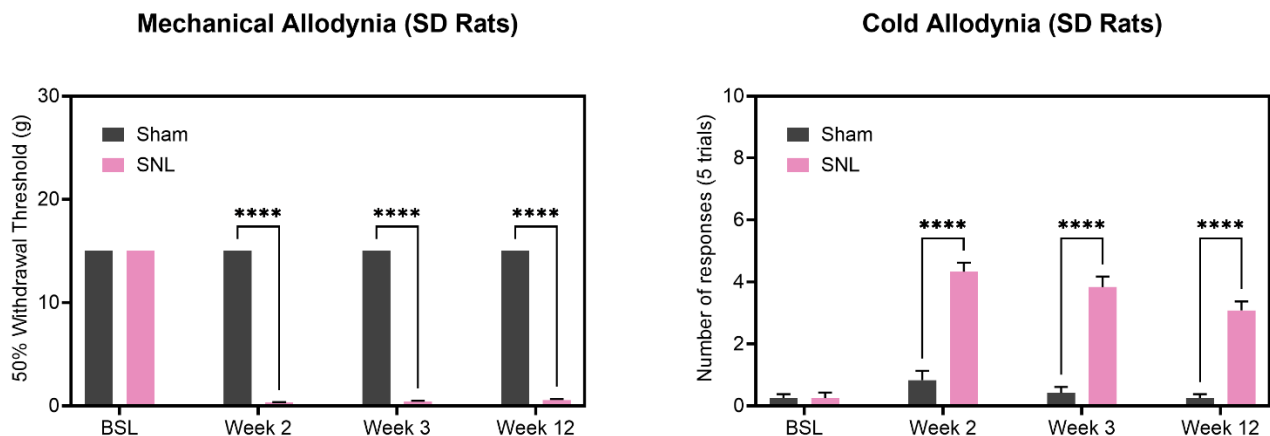 Mechanical Allodynia (SD Rats)
50% Withdrawal Threshold (g)
30
20
10
0
Sham
SNL
****
****
****
BSL
Week 2
Week 3
Week 12
Cold Allodynia (SD Rats)
Number of responses (5 trials)
10
8
6
4
2
0
Sham
SNL
****
****
****
BSL
Week 2
Week 3
Week 12